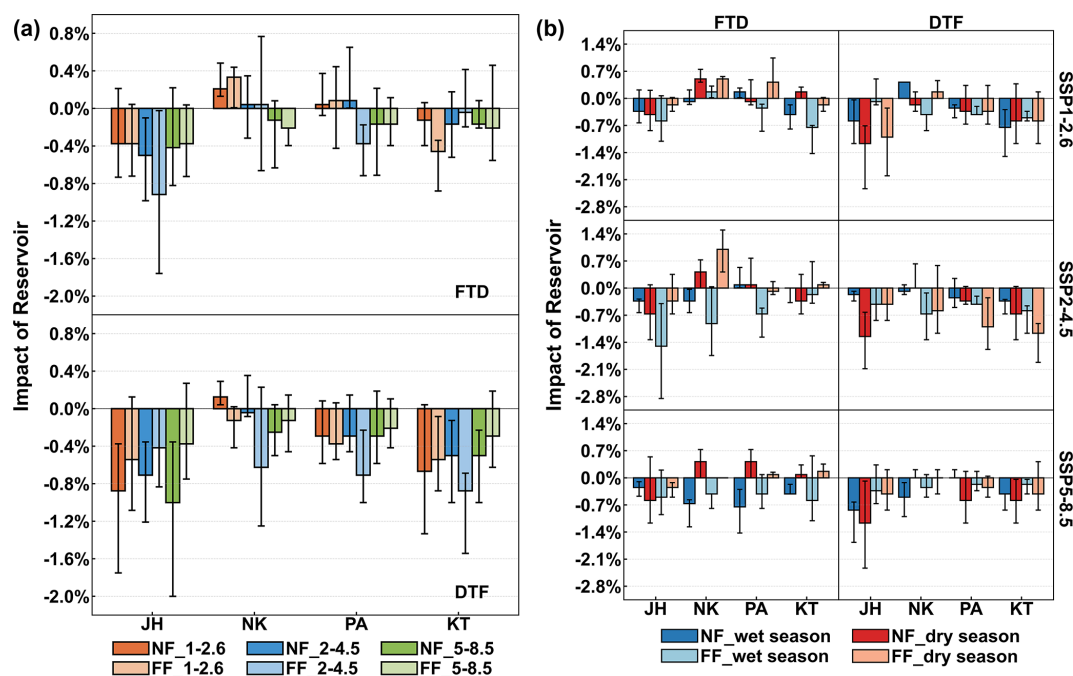 (a)
Impact of Reservoir
0.8%
0.4%
0.0%
-0.4%
-0.8%
-1.2%
-1.6%
-2.0%
FTD
0.8%
0.4%
0.0%
-0.4%
-0.8%
-1.2%
-1.6%
-2.0%
DTF
JH NK PA KT
NF_1-2.6 NF_2-4.5 NF_5-8.5
FF_1-2.6 FF_2-4.5 FF_5-8.5
(b)
FTD DTF
Impact of Reservoir
1.4%
0.7%
0.0%
-0.7%
-1.4%
-2.1%
-2.8%
SSP1-2.6
1.4%
0.7%
0.0%
-0.7%
-1.4%
-2.1%
-2.8%
SSP2-4.5
1.4%
0.7%
0.0%
-0.7%
-1.4%
-2.1%
-2.8%
SSP5-8.5
JH NK PA KT JH NK PA KT
NF_wet season NF_dry season
FF_wet season FF_dry season